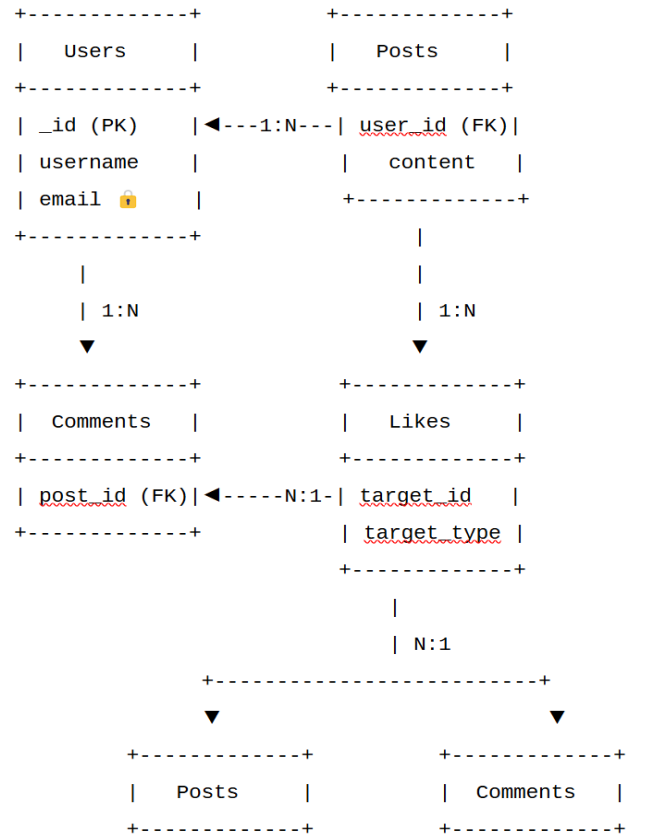 +-------------+          +-------------+
|   Users     |          |   Posts     |
+-------------+          +-------------+
| _id (PK)    |◄---1:N---| user_id (FK)|
| username    |           |   content   |
| email 🔒     |           +-------------+
+-------------+                 |
     |                          |
     | 1:N                      | 1:N
     ▼                          ▼
+-------------+           +-------------+
|  Comments   |           |   Likes     |
+-------------+           +-------------+
| post_id (FK)|◄-----N:1-| target_id   |
+-------------+           | target_type |
                          +-------------+
                              |
                              | N:1
               +--------------------------+
               ▼                           ▼
         +-------------+          +-------------+
         |   Posts     |          |  Comments   |
         +-------------+          +-------------+